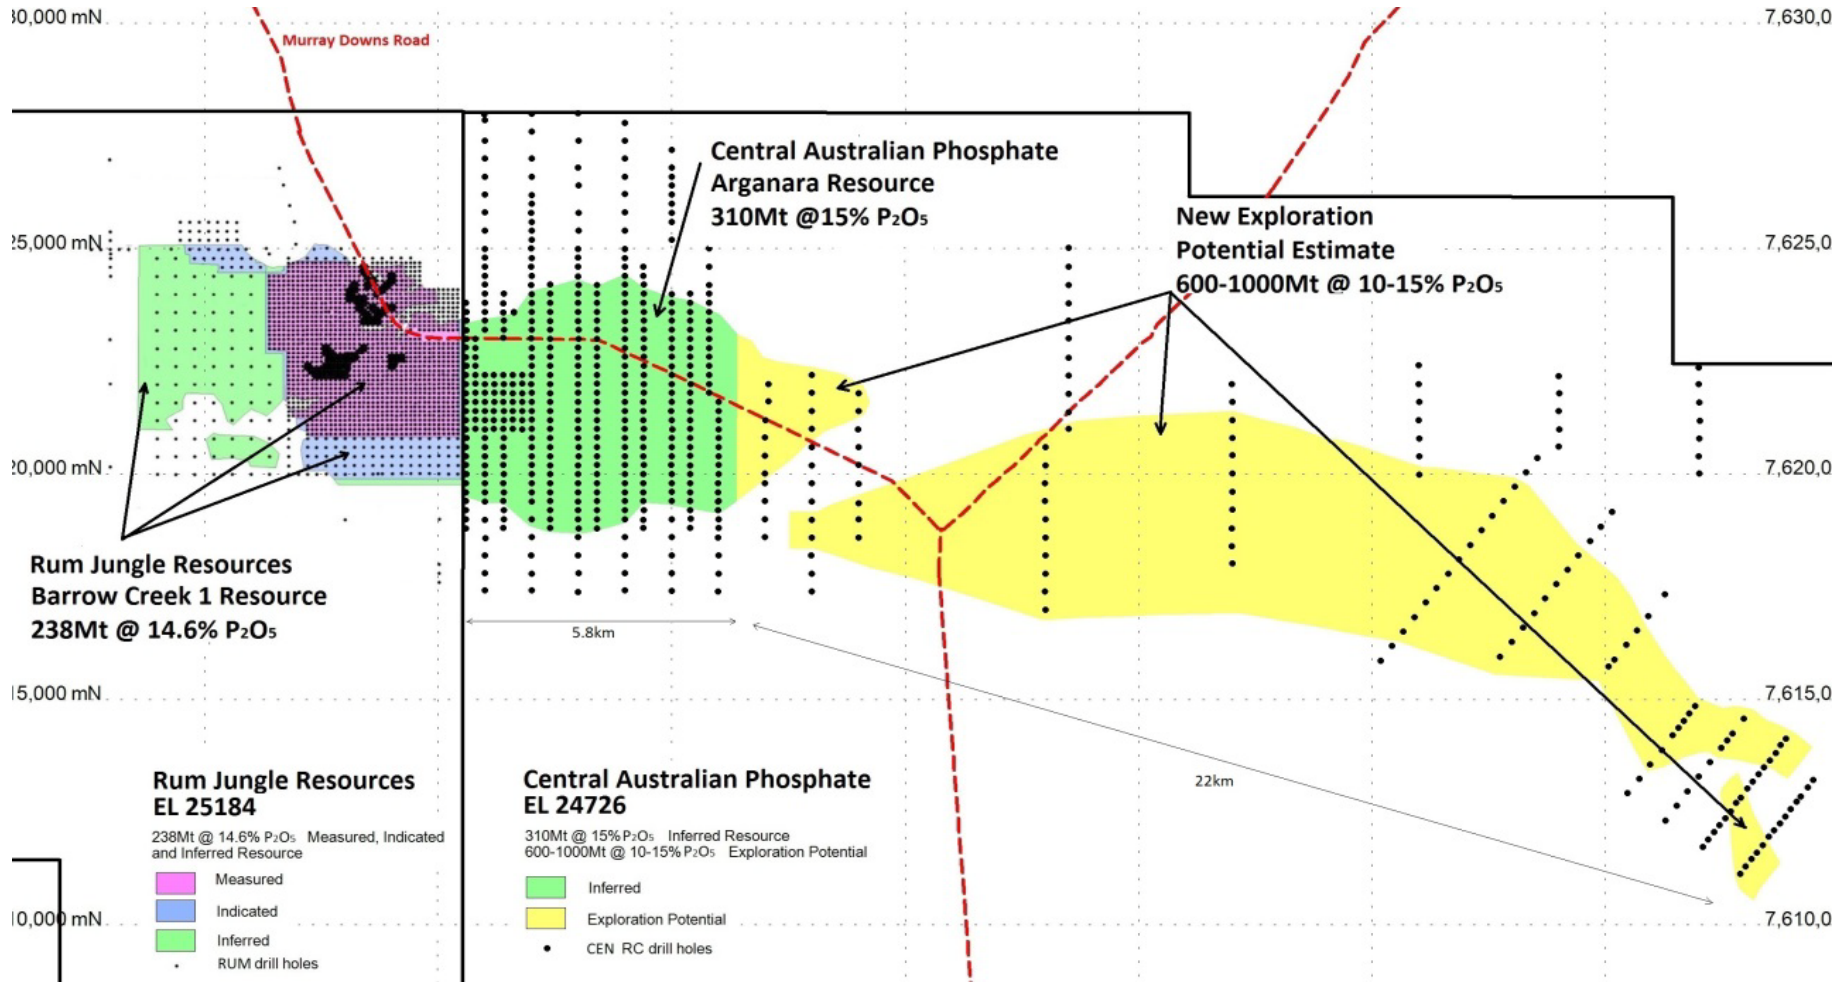 30,000 mN
7,630,0
Murray Downs Road
Central Australian Phosphate
Arganara Resource
310Mt @15% P₂O₅
New Exploration
Potential Estimate
600-1000Mt @ 10-15% P₂O₅
25,000 mN
7,625,0
20,000 mN
7,620,0
Rum Jungle Resources
Barrow Creek 1 Resource
238Mt @ 14.6% P₂O₅
5.8km
15,000 mN
7,615,0
22km
Rum Jungle Resources
EL 25184
238Mt @ 14.6% P₂O₅ Measured, Indicated
and Inferred Resource
Measured
Indicated
Inferred
RUM drill holes
Central Australian Phosphate
EL 24726
310Mt @ 15% P₂O₅ Inferred Resource
600-1000Mt @ 10-15% P₂O₅ Exploration Potential
Inferred
Exploration Potential
CEN RC drill holes
10,000 mN
7,610,0